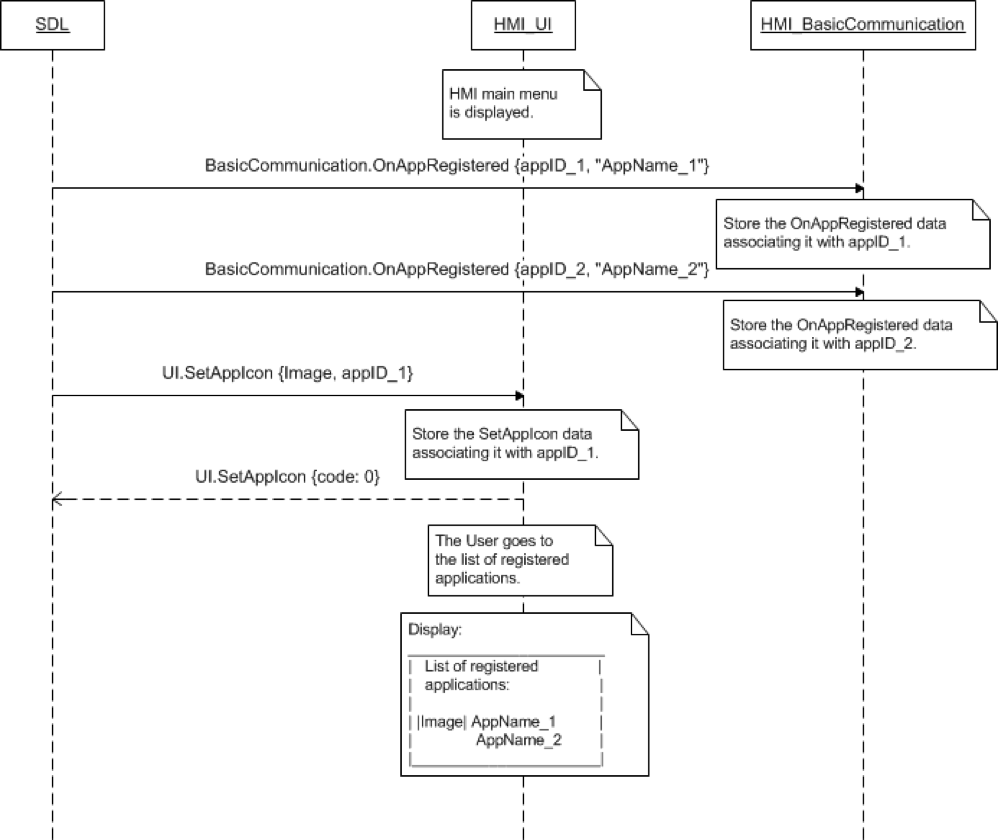 SDL
HMI_UI
HMI_BasicCommunication
HMI main menu
is displayed.
BasicCommunication.OnAppRegistered {appID_1, "AppName_1"}
Store the OnAppRegistered data
associating it with appID_1.
BasicCommunication.OnAppRegistered {appID_2, "AppName_2"}
Store the OnAppRegistered data
associating it with appID_2.
UI.SetAppIcon {Image, appID_1}
Store the SetAppIcon data
associating it with appID_1.
UI.SetAppIcon {code: 0}
The User goes to
the list of registered
applications.
Display:
List of registered
applications:
|Image| AppName_1
AppName_2